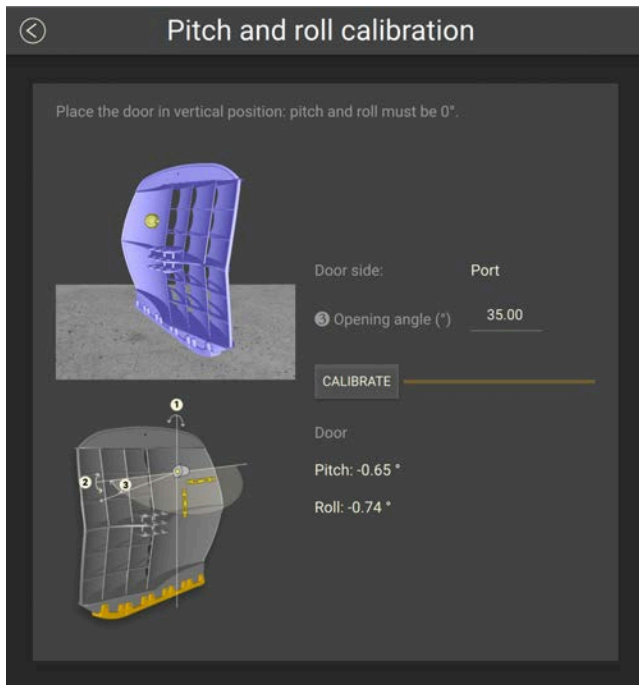 Pitch and roll calibration
Place the door in vertical position: pitch and roll must be 0°.
Door side: Port
3 Opening angle (°) 35.00
CALIBRATE
1
2
3
Door
Pitch: -0.65 °
Roll: -0.74 °